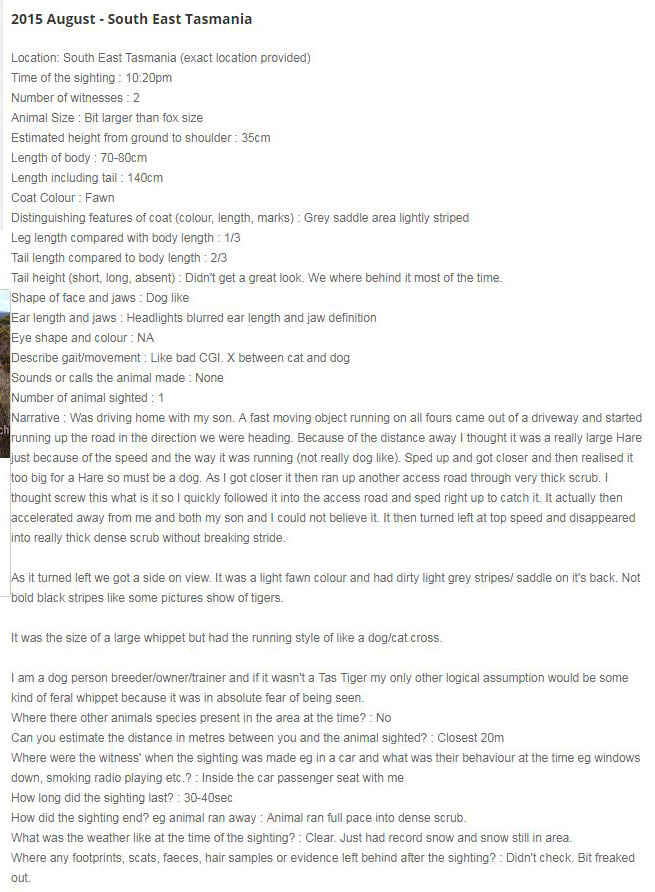 2015 August - South East Tasmania
Location: South East Tasmania (exact location provided)
Time of the sighting : 10:20pm
Number of witnesses : 2
Animal Size : Bit larger than fox size
Estimated height from ground to shoulder : 35cm
Length of body : 70-80cm
Length including tail : 140cm
Coat Colour : Fawn
Distinguishing features of coat (colour, length, marks) : Grey saddle area lightly striped
Leg length compared with body length : 1/3
Tail length compared to body length : 2/3
Tail height (short, long, absent) : Didn't get a great look. We where behind it most of the time.
Shape of face and jaws : Dog like
Ear length and jaws : Headlights blurred ear length and jaw definition
Eye shape and colour : NA
Describe gait/movement : Like bad CGI. X between cat and dog
Sounds or calls the animal made : None
Number of animal sighted : 1
Narrative : Was driving home with my son. A fast moving object running on all fours came out of a driveway and started
running up the road in the direction we were heading. Because of the distance away I thought it was a really large Hare
just because of the speed and the way it was running (not really dog like). Sped up and got closer and then realised it
too big for a Hare so must be a dog. As I got closer it then ran up another access road through very thick scrub. I
thought screw this what is it so I quickly followed it into the access road and sped right up to catch it. It actually then
accelerated away from me and both my son and I could not believe it. It then turned left at top speed and disappeared
into really thick dense scrub without breaking stride.
As it turned left we got a side on view. It was a light fawn colour and had dirty light grey stripes/ saddle on it's back. Not
bold black stripes like some pictures show of tigers.
It was the size of a large whippet but had the running style of like a dog/cat cross.
I am a dog person breeder/owner/trainer and if it wasn't a Tas Tiger my only other logical assumption would be some
kind of feral whippet because it was in absolute fear of being seen.
Where there other animals species present in the area at the time? : No
Can you estimate the distance in metres between you and the animal sighted? : Closest 20m
Where were the witness' when the sighting was made eg in a car and what was their behaviour at the time eg windows
down, smoking radio playing etc.? : Inside the car passenger seat with me
How long did the sighting last? : 30-40sec
How did the sighting end? eg animal ran away : Animal ran full pace into dense scrub.
What was the weather like at the time of the sighting? : Clear. Just had record snow and snow still in area.
Where any footprints, scats, faeces, hair samples or evidence left behind after the sighting? : Didn't check. Bit freaked
out.